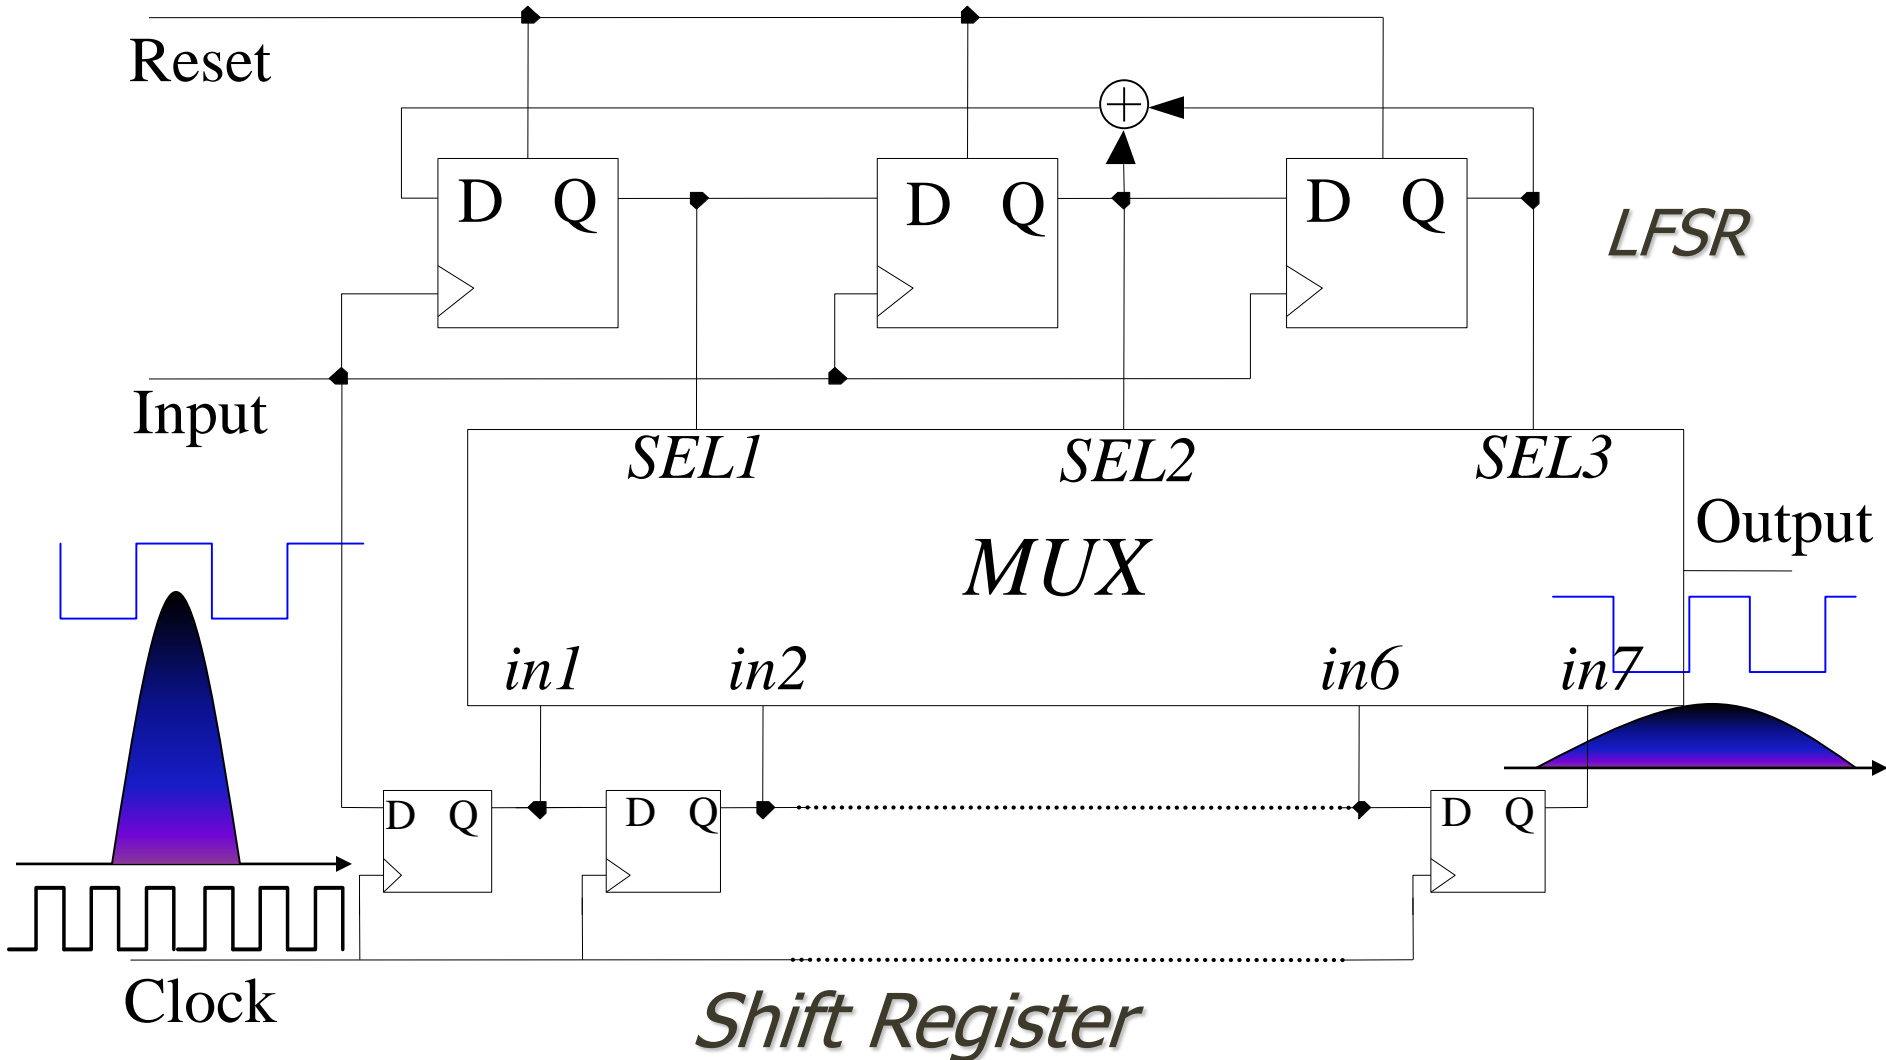 Reset
D Q
D Q
D Q
LFSR
Input
SEL1 SEL2 SEL3
Output
MUX
in1 in2 in6 in7
D Q
D Q
D Q
Clock
Shift Register